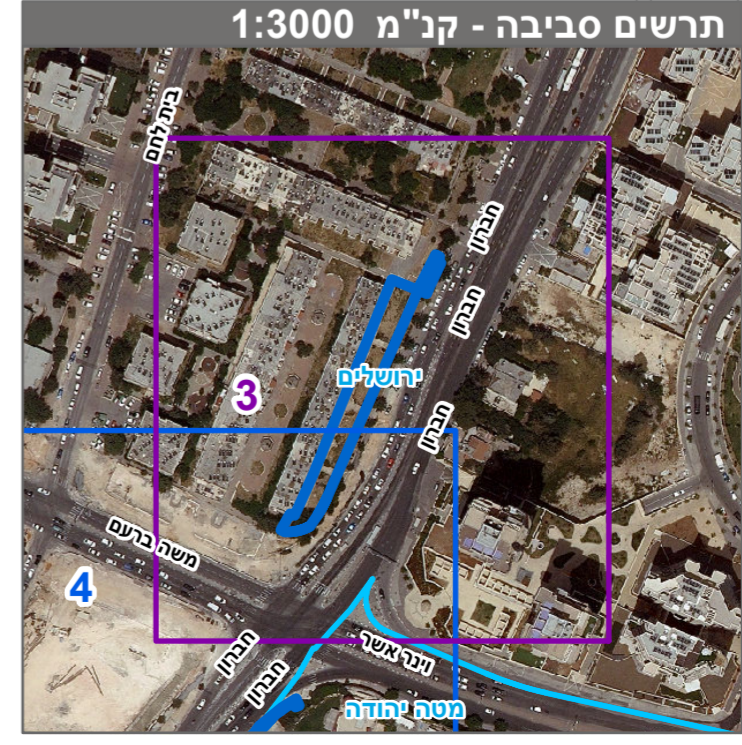 תרשים סביבה - קנ"מ 1:3000
בית לחם
חברון
חברון
ירושלים
3
חברון
משה ברעם
4
חברון
חברון
וינר אשר
מטה יהודה